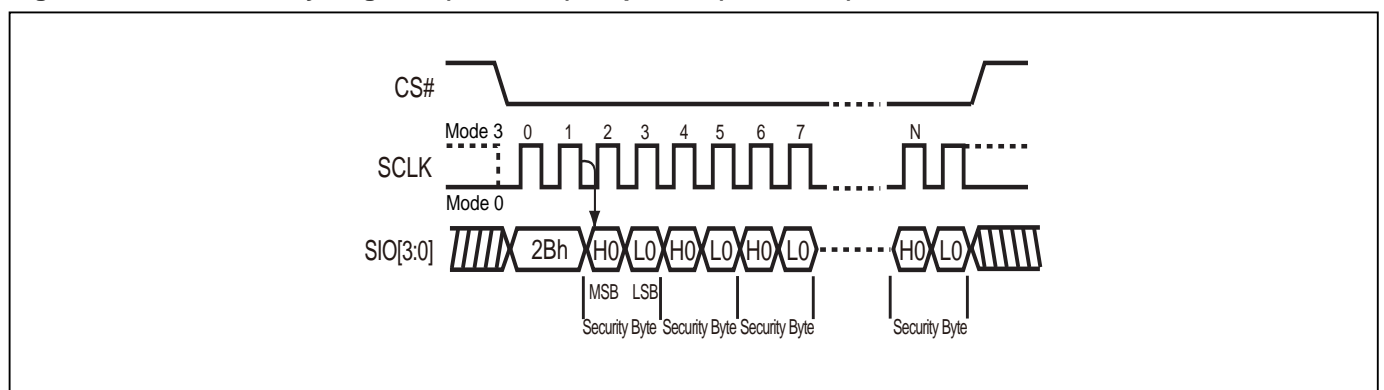 CS#
Mode 3 0 1 2 3 4 5 6 7 N
SCLK
Mode 0
SIO[3:0] 2Bh H0 L0 H0 L0 H0 L0 H0 L0
MSB LSB
Security Byte Security Byte Security Byte Security Byte